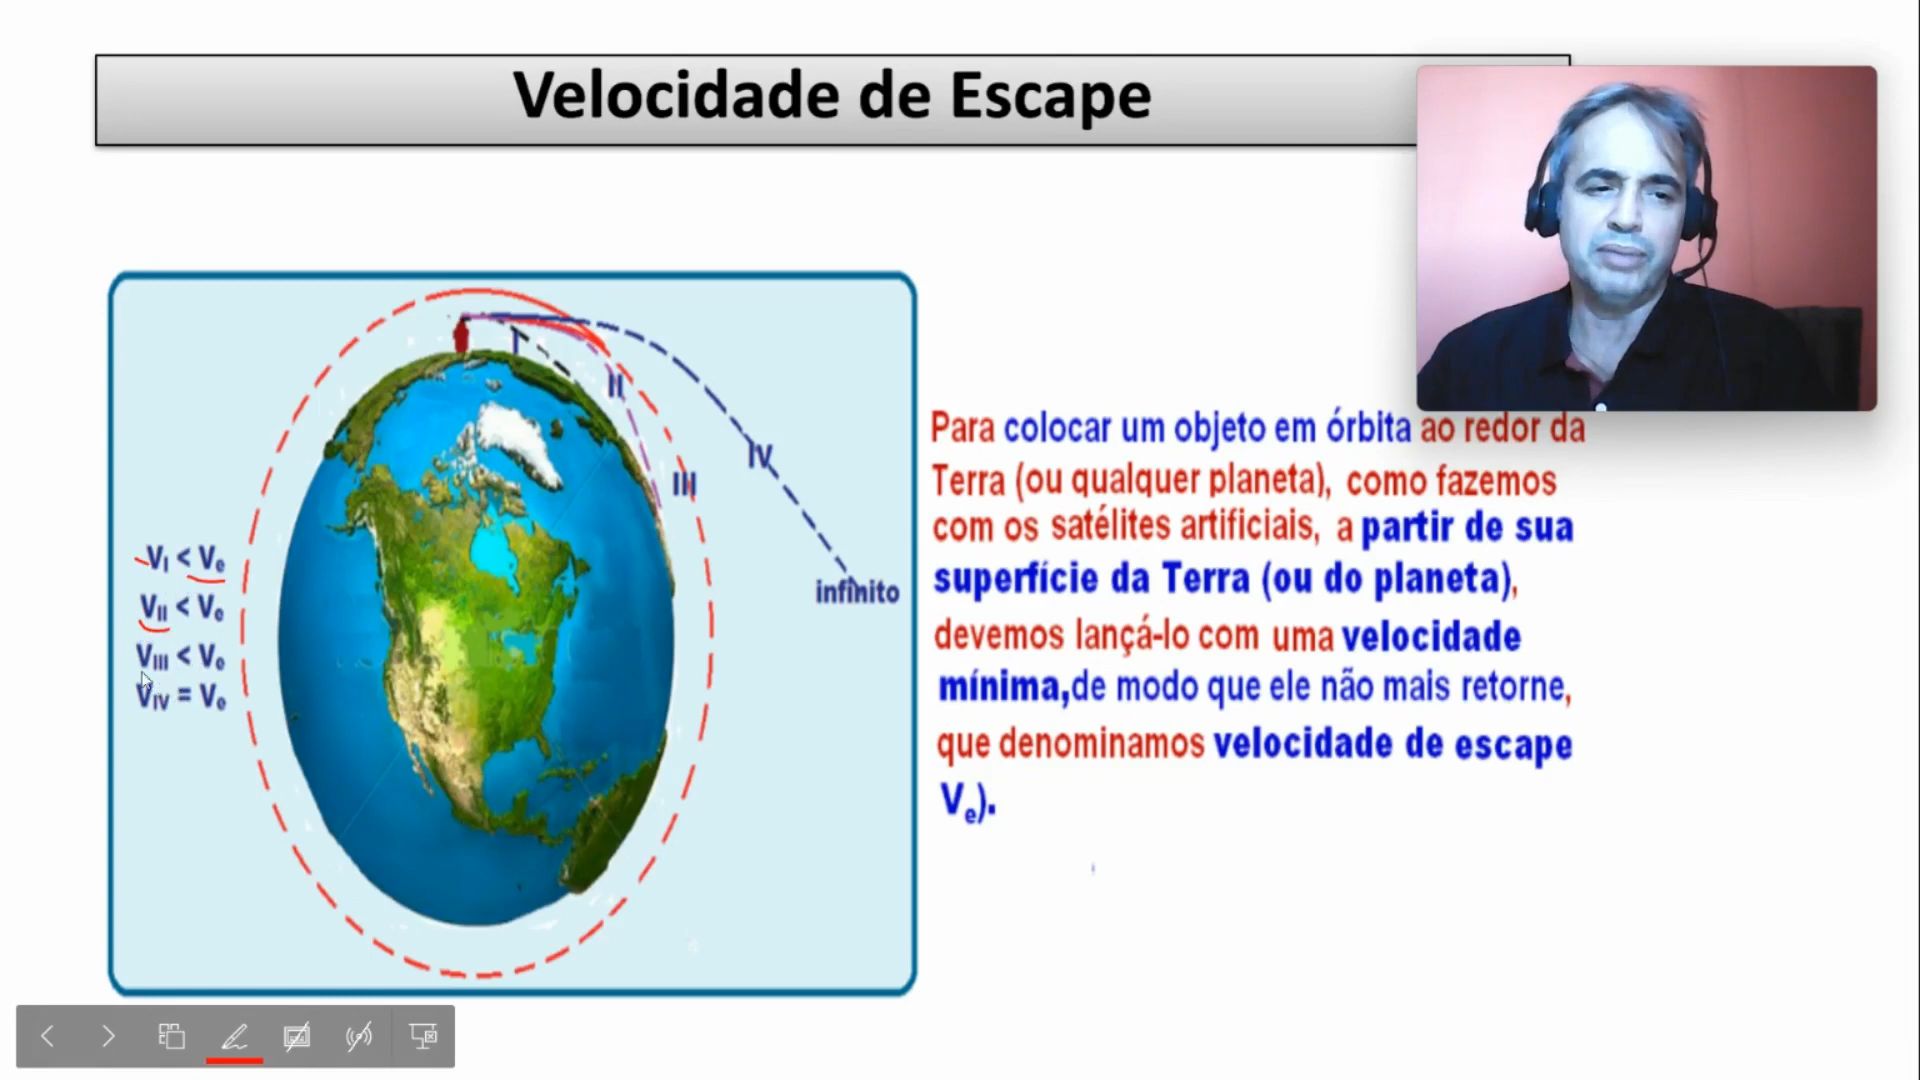 Velocidade de Escape
I
II
III
IV
infinito
VI < Ve
VII < Ve
VIII < Ve
VIV = Ve
Para colocar um objeto em órbita ao redor da
Terra (ou qualquer planeta), como fazemos
com os satélites artificiais, a partir de sua
superfície da Terra (ou do planeta),
devemos lançá-lo com uma velocidade
mínima,de modo que ele não mais retorne,
que denominamos velocidade de escape
Ve).